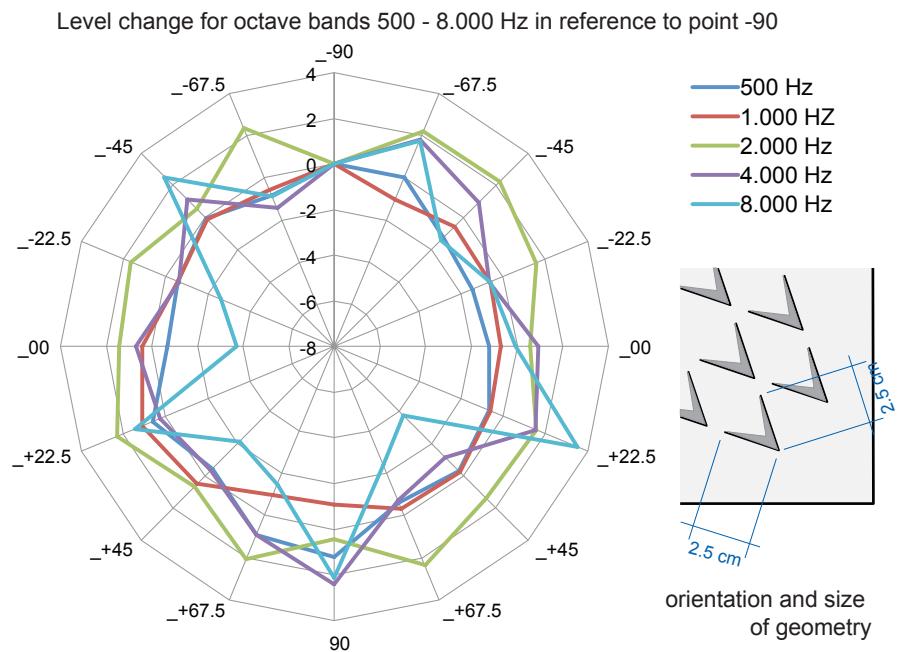 Level change for octave bands 500 - 8.000 Hz in reference to point -90
_-90
_-67.5
_-45
_-22.5
_00
_+22.5
_+45
_+67.5
90
_+67.5
_+45
_+22.5
_00
_-22.5
_-45
_-67.5
4
2
0
-2
-4
-6
-8
500 Hz
1.000 HZ
2.000 Hz
4.000 Hz
8.000 Hz
2.5 cm
2.5 cm
orientation and size
of geometry